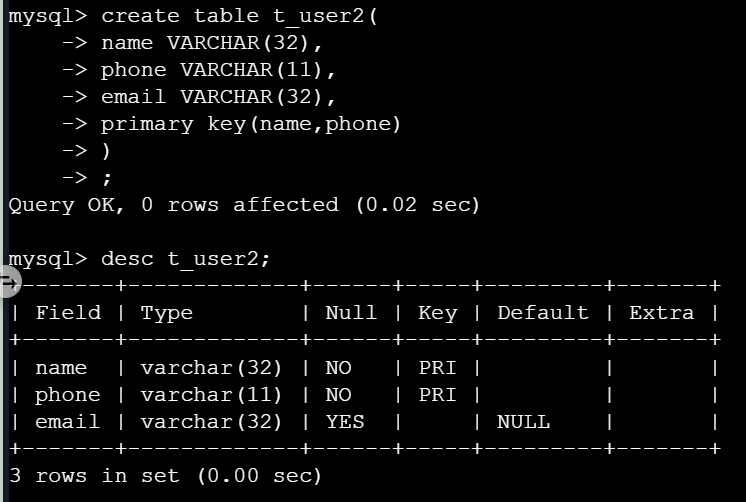 mysql> create table t_user2(
    -> name VARCHAR(32),
    -> phone VARCHAR(11),
    -> email VARCHAR(32),
    -> primary key(name,phone)
    -> )
    -> ;
Query OK, 0 rows affected (0.02 sec)

mysql> desc t_user2;
+-------+-------------+------+-----+---------+-------+
| Field | Type        | Null | Key | Default | Extra |
+-------+-------------+------+-----+---------+-------+
| name  | varchar(32) | NO   | PRI |         |       |
| phone | varchar(11) | NO   | PRI |         |       |
| email | varchar(32) | YES  |     | NULL    |       |
+-------+-------------+------+-----+---------+-------+
3 rows in set (0.00 sec)